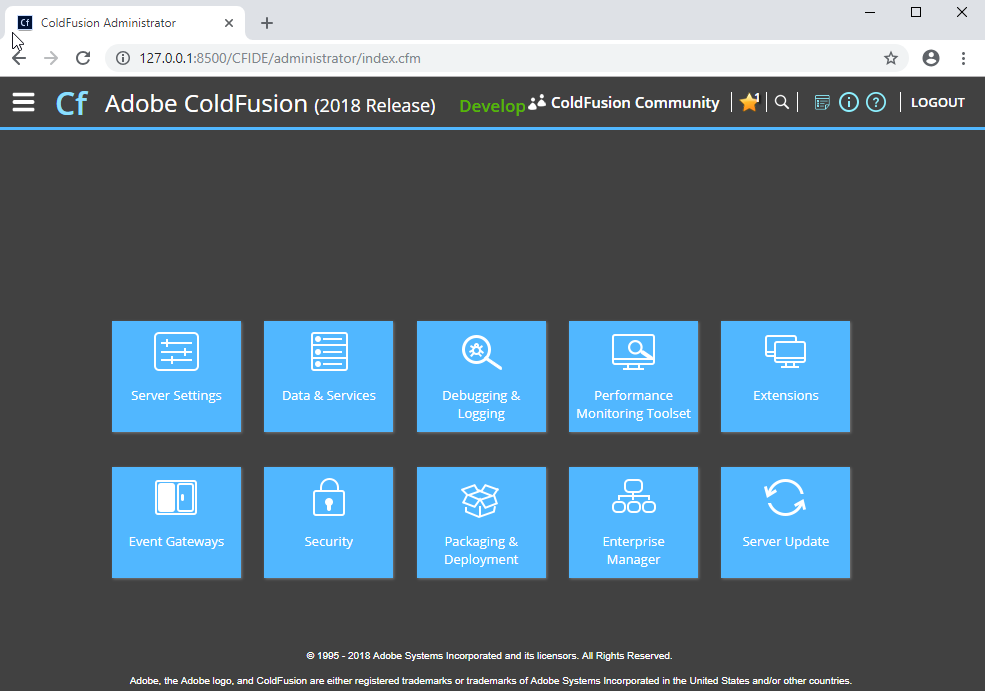 Cf ColdFusion Administrator
127.0.0.1:8500/CFIDE/administrator/index.cfm
Cf Adobe ColdFusion (2018 Release) Develop ColdFusion Community 1 LOGOUT
Server Settings
Data & Services
Debugging &
Logging
Performance
Monitoring Toolset
Extensions
Event Gateways
Security
Packaging &
Deployment
Enterprise
Manager
Server Update
© 1995 - 2018 Adobe Systems Incorporated and its licensors. All Rights Reserved.
Adobe, the Adobe logo, and ColdFusion are either registered trademarks or trademarks of Adobe Systems Incorporated in the United States and/or other countries.